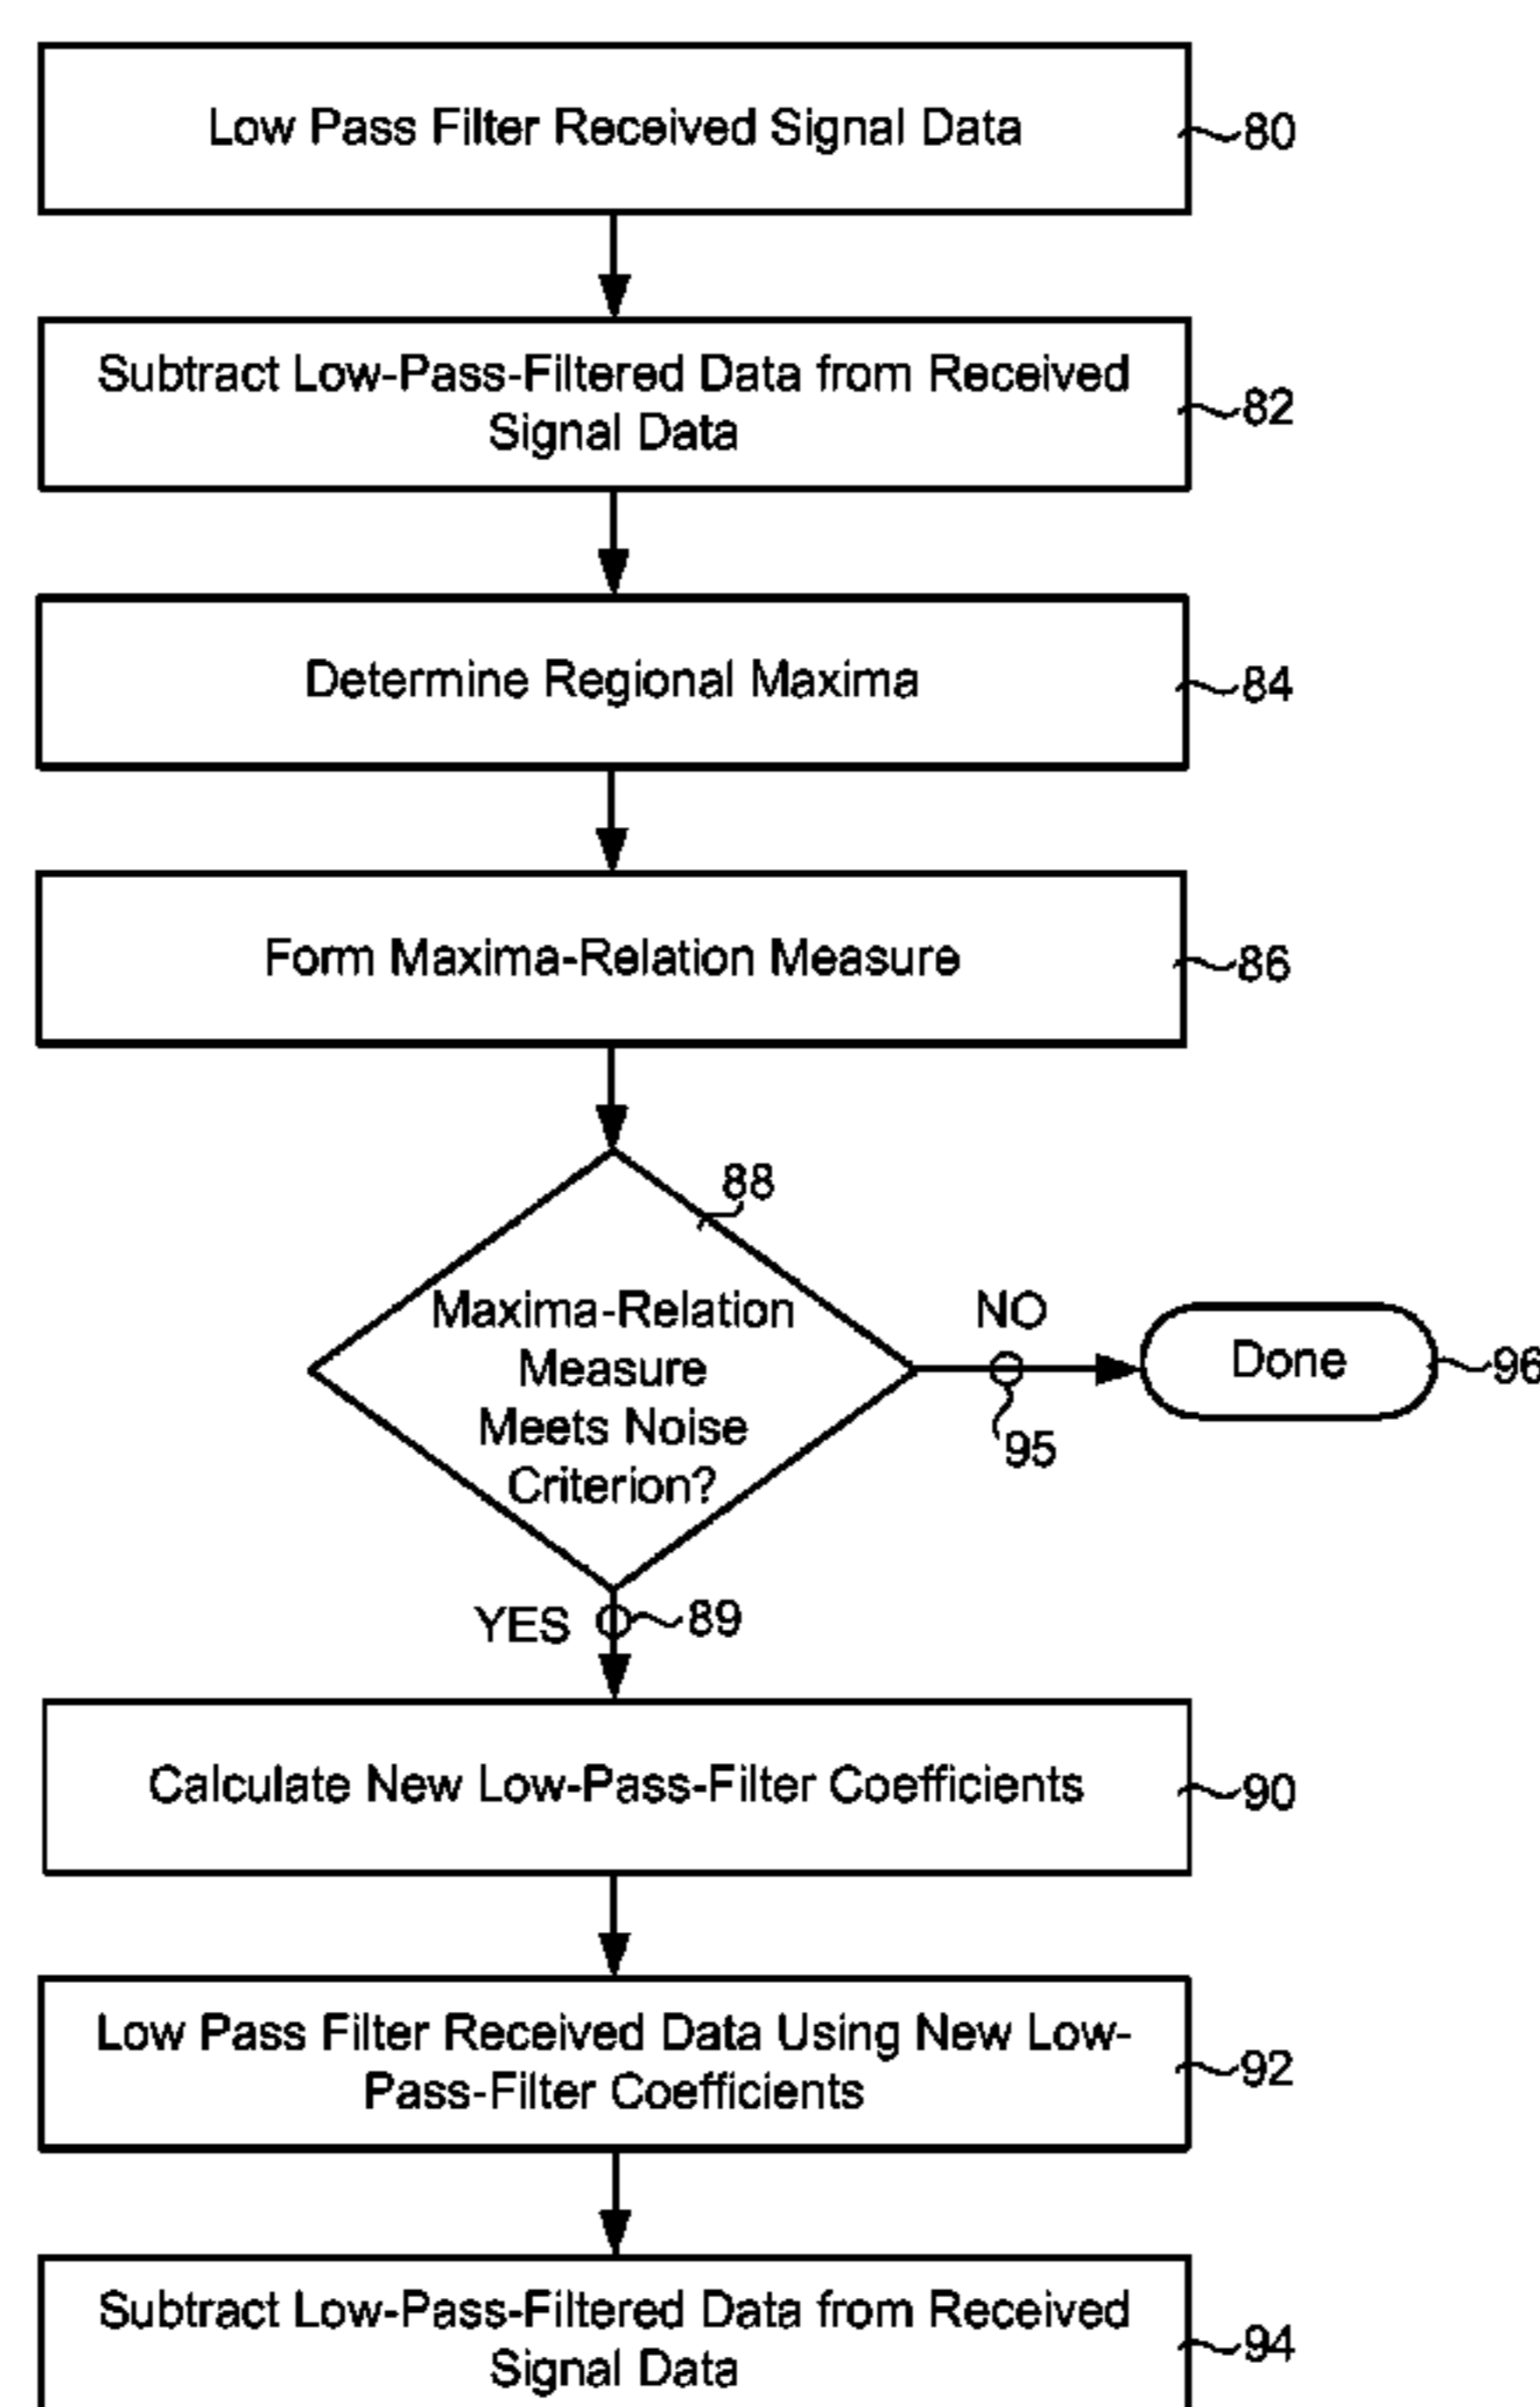 Low Pass Filter Received Signal Data
80
Subtract Low-Pass-Filtered Data from Received
Signal Data
82
Determine Regional Maxima
84
Form Maxima-Relation Measure
86
88
Maxima-Relation
Measure
Meets Noise
Criterion?
NO
95
Done
96
YES
89
Calculate New Low-Pass-Filter Coefficients
90
Low Pass Filter Received Data Using New Low-
Pass-Filter Coefficients
92
Subtract Low-Pass-Filtered Data from Received
Signal Data
94